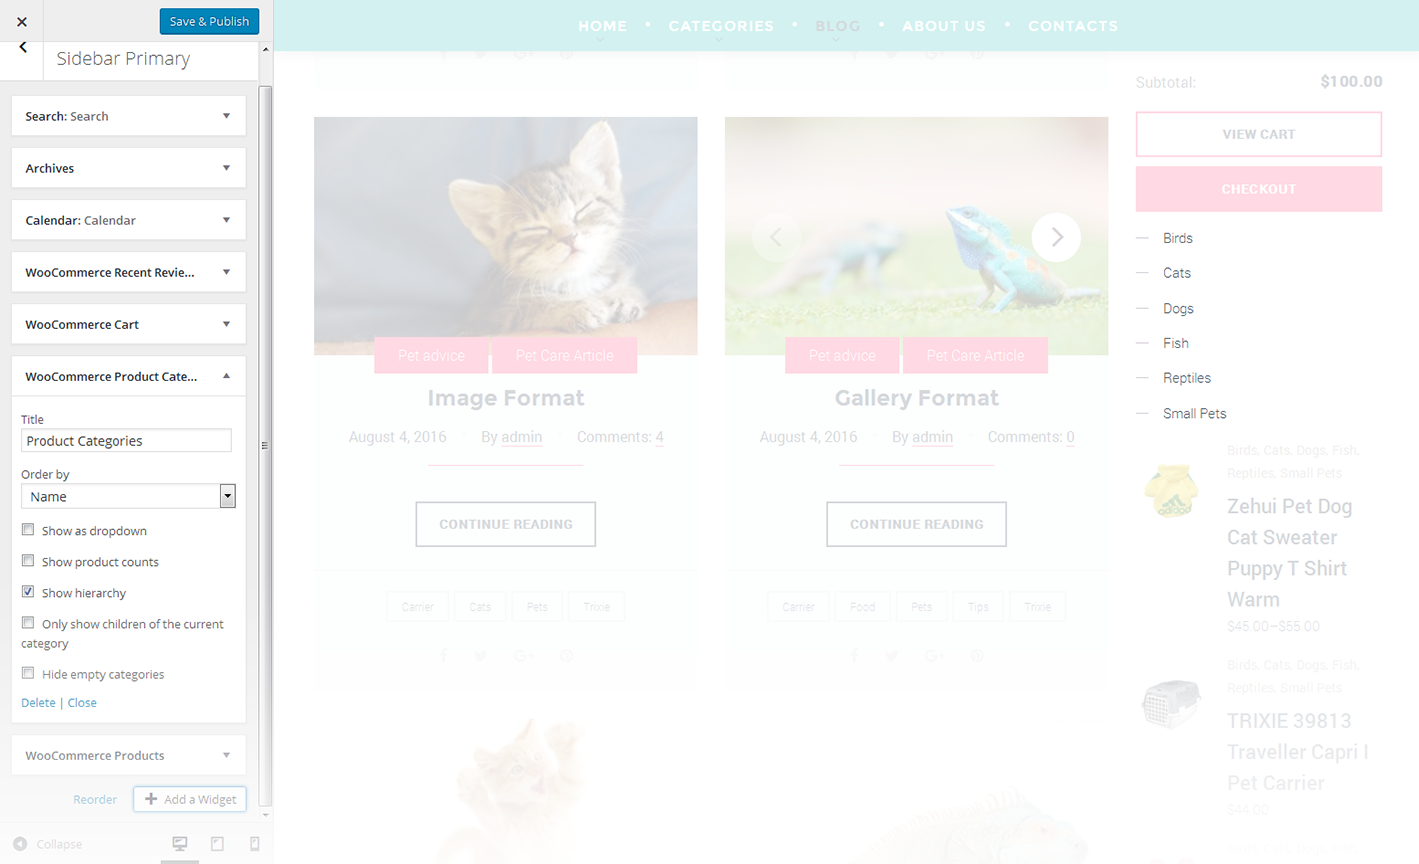 Save & Publish
Sidebar Primary
Search: Search
Archives
Calendar: Calendar
WooCommerce Recent Revie...
WooCommerce Cart
WooCommerce Product Cate...
Title
Product Categories
Order by
Name
Show as dropdown
Show product counts
Show hierarchy
Only show children of the current
category
Hide empty categories
Delete | Close
WooCommerce Products
Reorder
Add a Widget
Collapse
HOME • CATEGORIES • BLOG • ABOUT US • CONTACTS
Pet advice
Pet Care Article
Image Format
August 4, 2016 By admin Comments: 4
CONTINUE READING
Carrier Cats Pets Trixie
Pet advice
Pet Care Article
Gallery Format
August 4, 2016 By admin Comments: 0
CONTINUE READING
Carrier Food Pets Tips Trixie
Subtotal: $100.00
VIEW CART
CHECKOUT
Birds
Cats
Dogs
Fish
Reptiles
Small Pets
Birds, Cats, Dogs, Fish,
Reptiles, Small Pets
Zehui Pet Dog
Cat Sweater
Puppy T Shirt
Warm
$45.00–$55.00
Birds, Cats, Dogs, Fish,
Reptiles, Small Pets
TRIXIE 39813
Traveller Capri I
Pet Carrier
$44.00
Birds, Cats, Dogs, Fish,